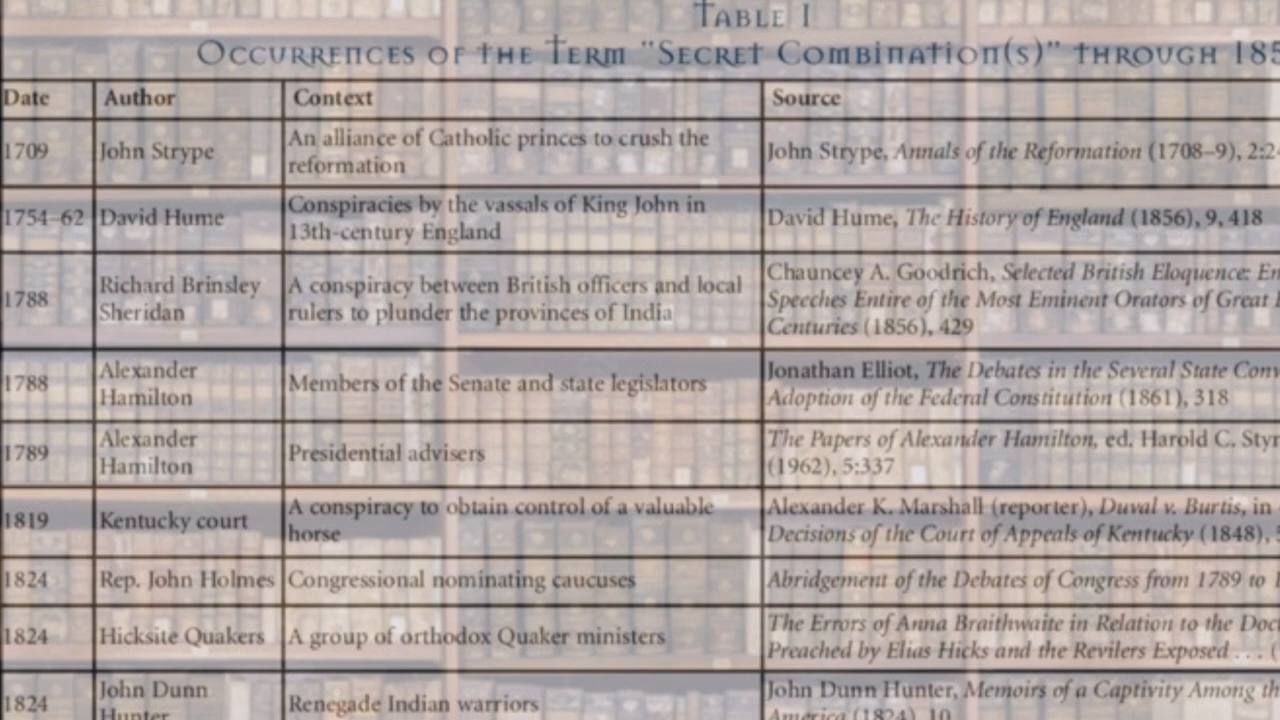 TABLE 1
OCCURRENCES OF THE TERM "SECRET COMBINATION(S)" THROUGH 185
Date Author Context Source
1709 John Strype An alliance of Catholic princes to crush the reformation John Strype, Annals of the Reformation (1708–9), 2:2
1754–62 David Hume Conspiracies by the vassals of King John in 13th-century England David Hume, The History of England (1856), 9, 418
1788 Richard Brinsley Sheridan A conspiracy between British officers and local rulers to plunder the provinces of India Chauncey A. Goodrich, Selected British Eloquence: Speeches Entire of the Most Eminent Orators of Great Centuries (1856), 429
1788 Alexander Hamilton Members of the Senate and state legislators Jonathan Elliot, The Debates in the Several State Adoption of the Federal Constitution (1861), 318
1789 Alexander Hamilton Presidential advisers The Papers of Alexander Hamilton, ed. Harold C. (1962), 5:337
1819 Kentucky court A conspiracy to obtain control of a valuable horse Alexander K. Marshall (reporter), Duval v. Burtis, in Decisions of the Court of Appeals of Kentucky (1848),
1824 Rep. John Holmes Congressional nominating caucuses Abridgement of the Debates of Congress from 1789 to
1824 Hicksite Quakers A group of orthodox Quaker ministers The Errors of Anna Braithwaite in Relation to the Preached by Elias Hicks and the Revilers Exposed . . . (
1824 John Dunn Hunter Renegade Indian warriors John Dunn Hunter, Memoirs of a Captivity Among America (1824), 10